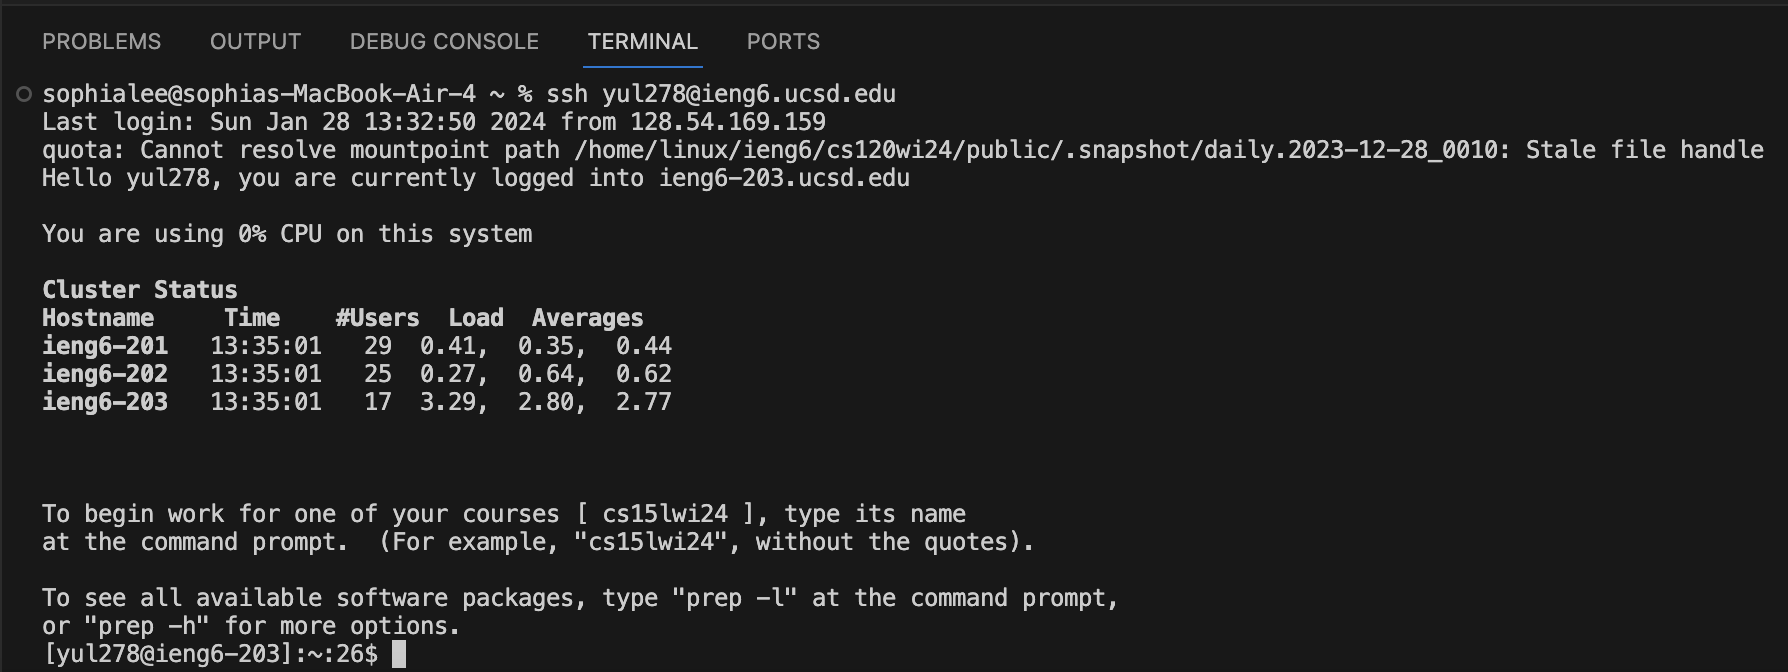 PROBLEMS OUTPUT DEBUG CONSOLE TERMINAL PORTS
sophialee@sophias-MacBook-Air-4 ~ % ssh yul278@ieng6.ucsd.edu
Last login: Sun Jan 28 13:32:50 2024 from 128.54.169.159
quota: Cannot resolve mountpoint path /home/linux/ieng6/cs120wi24/public/.snapshot/daily.2023-12-28_0010: Stale file handle
Hello yul278, you are currently logged into ieng6-203.ucsd.edu
You are using 0% CPU on this system
Cluster Status
Hostname     Time    #Users  Load  Averages
ieng6-201   13:35:01   29  0.41,  0.35,  0.44
ieng6-202   13:35:01   25  0.27,  0.64,  0.62
ieng6-203   13:35:01   17  3.29,  2.80,  2.77
To begin work for one of your courses [ cs15lwi24 ], type its name
at the command prompt.  (For example, "cs15lwi24", without the quotes).
To see all available software packages, type "prep -l" at the command prompt,
or "prep -h" for more options.
[yul278@ieng6-203]:~:26$